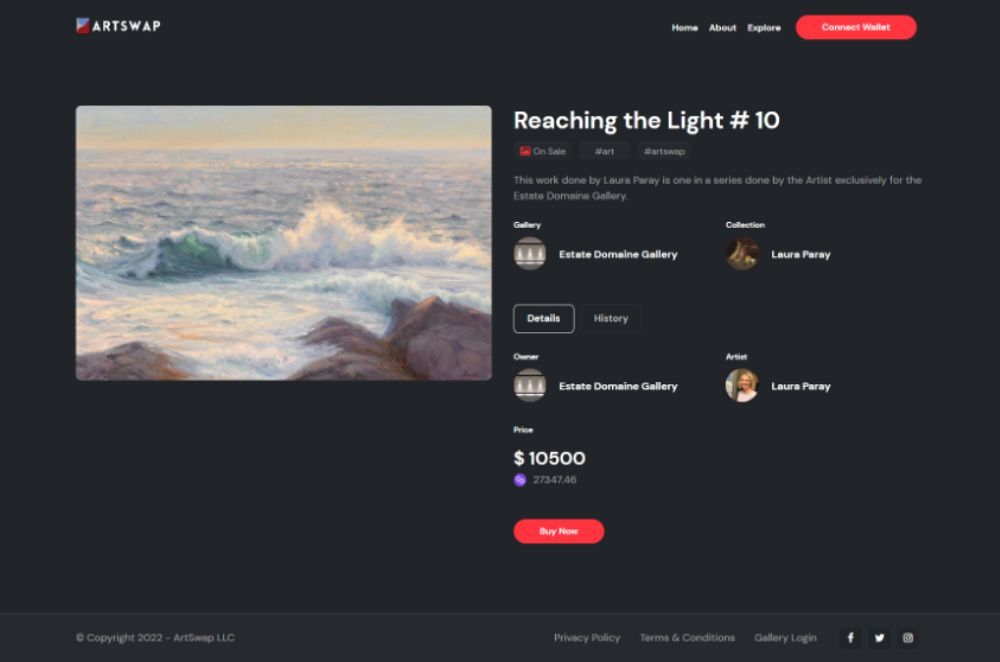 ARTSWAP
Home About Explore Connect Wallet
Reaching the Light # 10
On Sale #art #artswap
This work done by Laura Paray is one in a series done by the Artist exclusively for the
Estate Domaine Gallery.
Gallery Collection
Estate Domaine Gallery Laura Paray
Details History
Owner Artist
Estate Domaine Gallery Laura Paray
Price
$ 10500
27347.46
Buy Now
© Copyright 2022 - ArtSwap LLC Privacy Policy Terms & Conditions Gallery Login